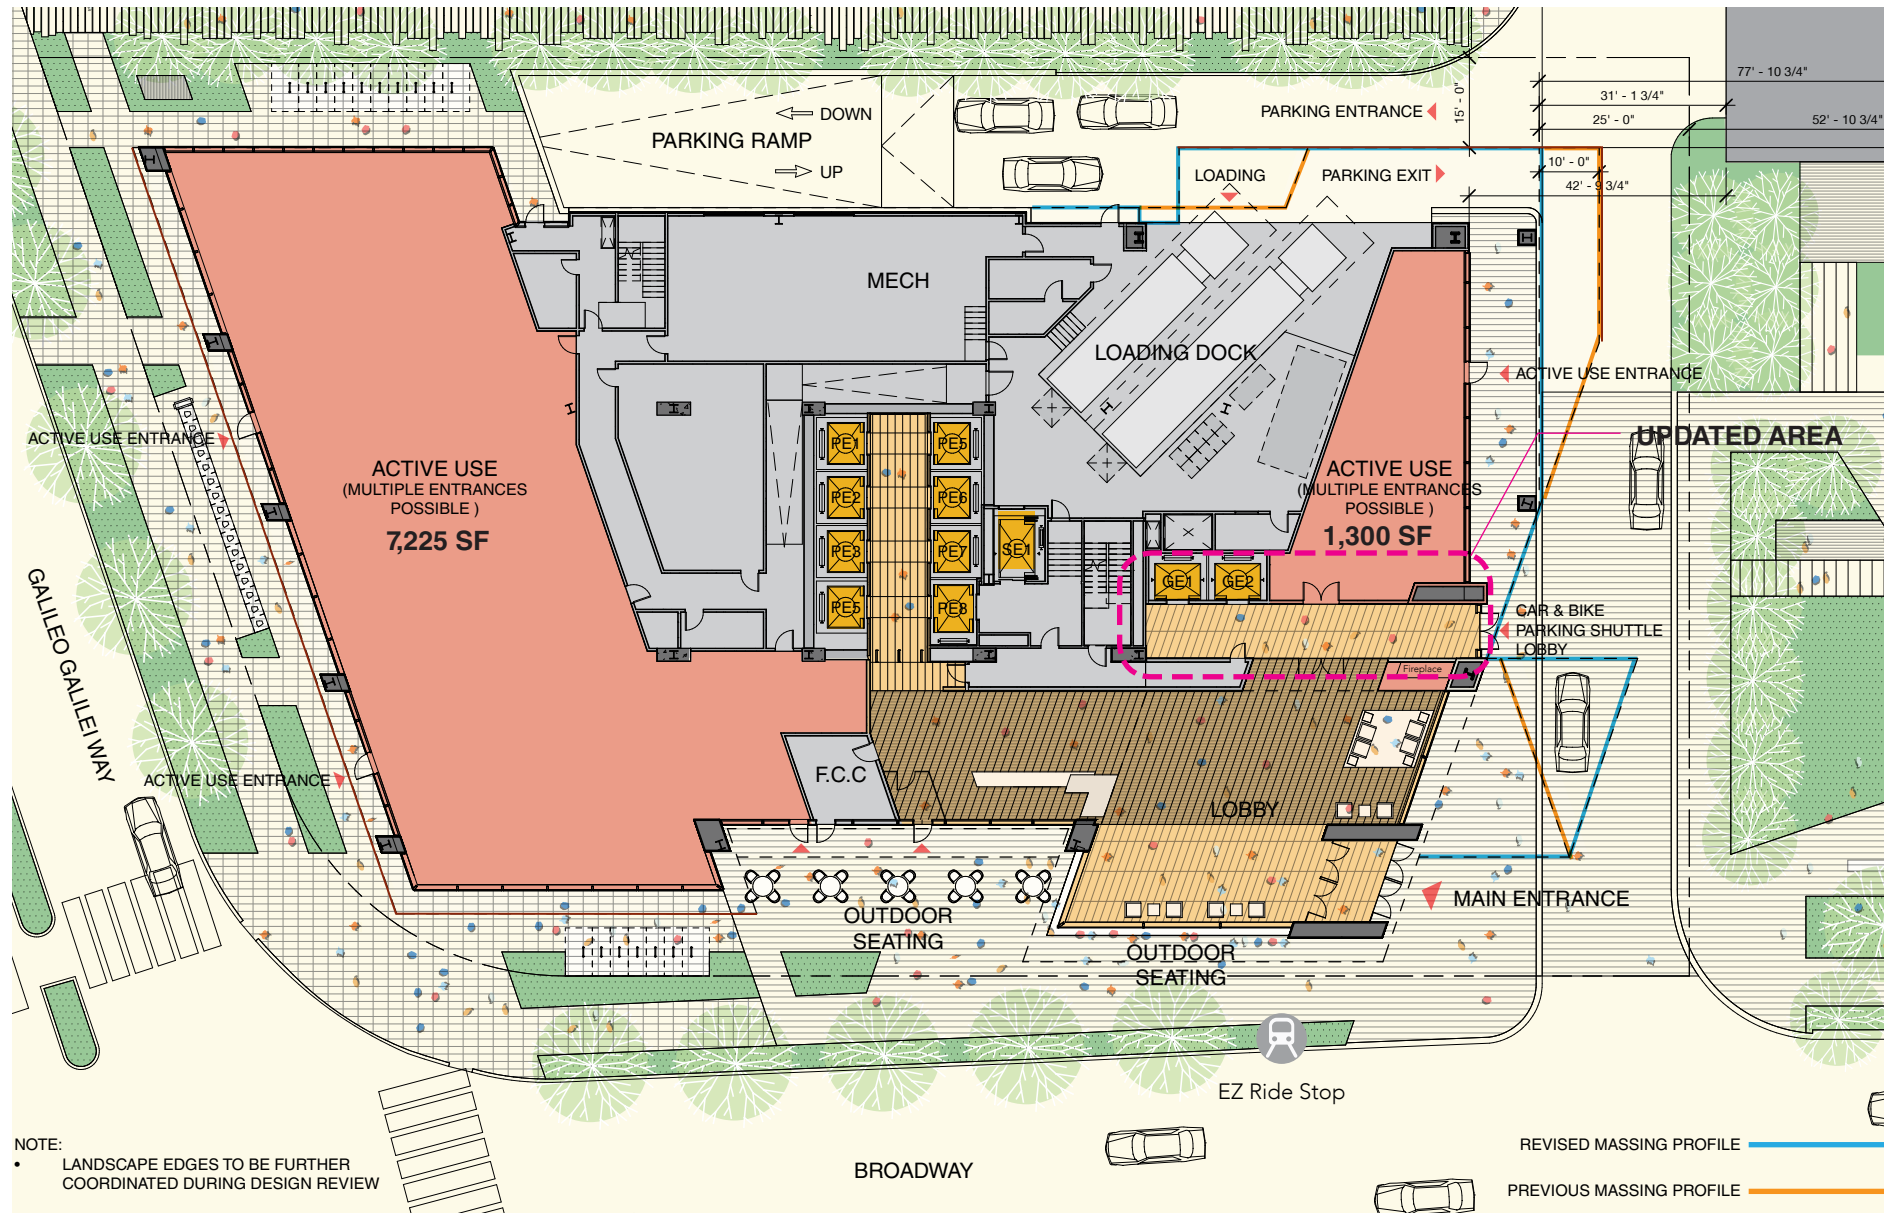 77' - 10 3/4"
31' - 1 3/4"
25' - 0"
52' - 10 3/4"
15' - 0"
10' - 0"
42' - 9 3/4"
DOWN
PARKING RAMP
UP
PARKING ENTRANCE
LOADING
PARKING EXIT
MECH
LOADING DOCK
ACTIVE USE ENTRANCE
UPDATED AREA
ACTIVE USE ENTRANCE
ACTIVE USE
(MULTIPLE ENTRANCES
POSSIBLE )
7,225 SF
ACTIVE USE
(MULTIPLE ENTRANCES
POSSIBLE )
1,300 SF
PE1
PE2
PE3
PE5
PE5
PE6
PE7
PE8
SE1
X
GE1
GE2
CAR & BIKE
PARKING SHUTTLE
LOBBY
Fireplace
GALILEO GALILEI WAY
ACTIVE USE ENTRANCE
F.C.C
LOBBY
MAIN ENTRANCE
OUTDOOR
SEATING
OUTDOOR
SEATING
EZ Ride Stop
BROADWAY
NOTE:
• LANDSCAPE EDGES TO BE FURTHER
COORDINATED DURING DESIGN REVIEW
REVISED MASSING PROFILE
PREVIOUS MASSING PROFILE